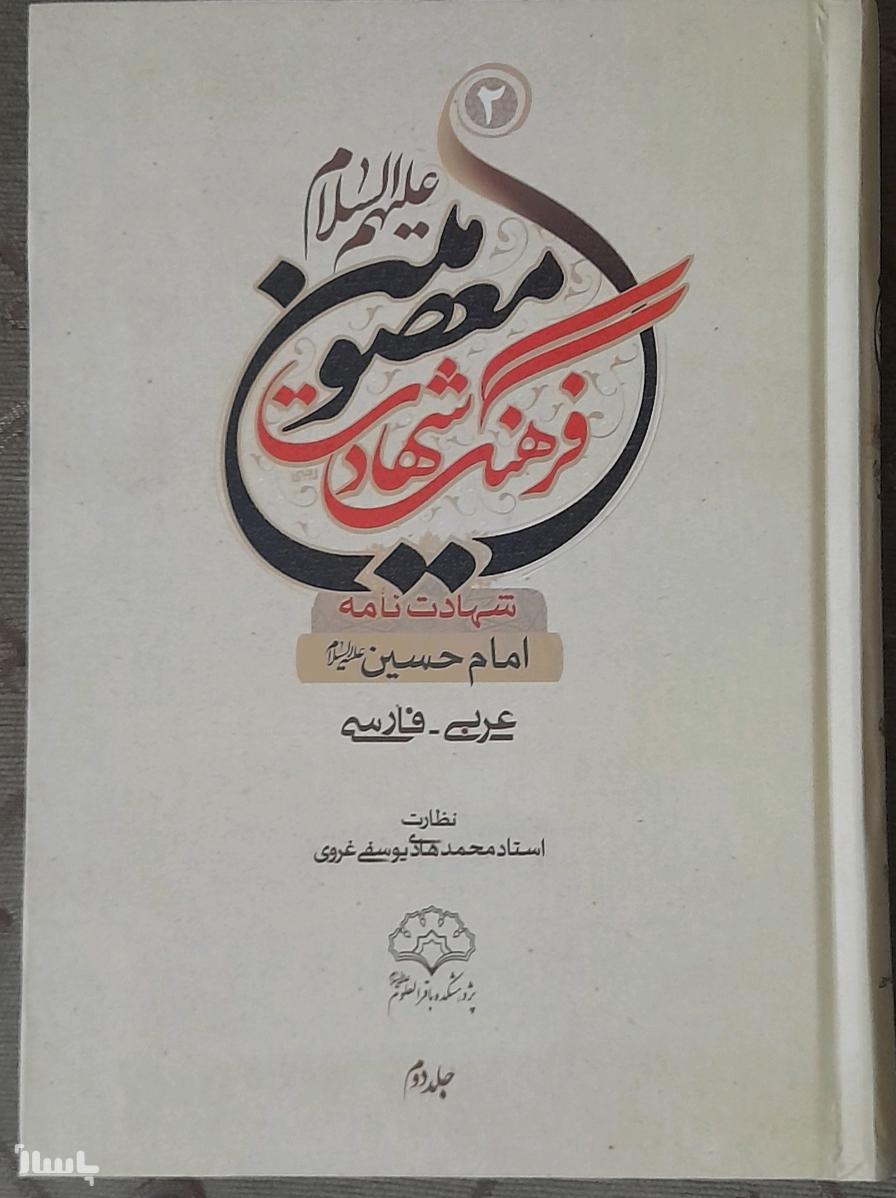 ۲
فرهنگ شهادت
معصومین علیهم السلام
شهادت نامه
امام حسین علیه السلام
عربی - فارسی
نظارت
استاد محمدهادی یوسفی غروی
پژوهشکده باقرالعلوم
جلد دوم
پاساژ